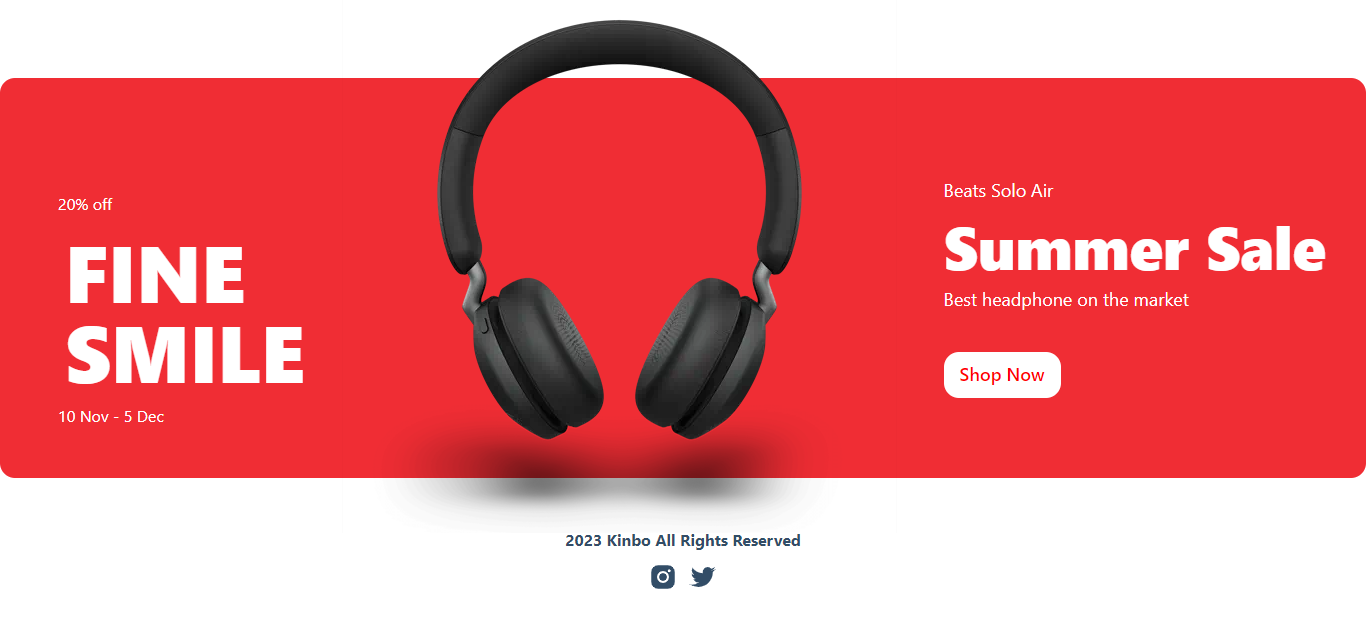 20% off
FINE
SMILE
10 Nov - 5 Dec
Beats Solo Air
Summer Sale
Best headphone on the market
Shop Now
2023 Kinbo All Rights Reserved